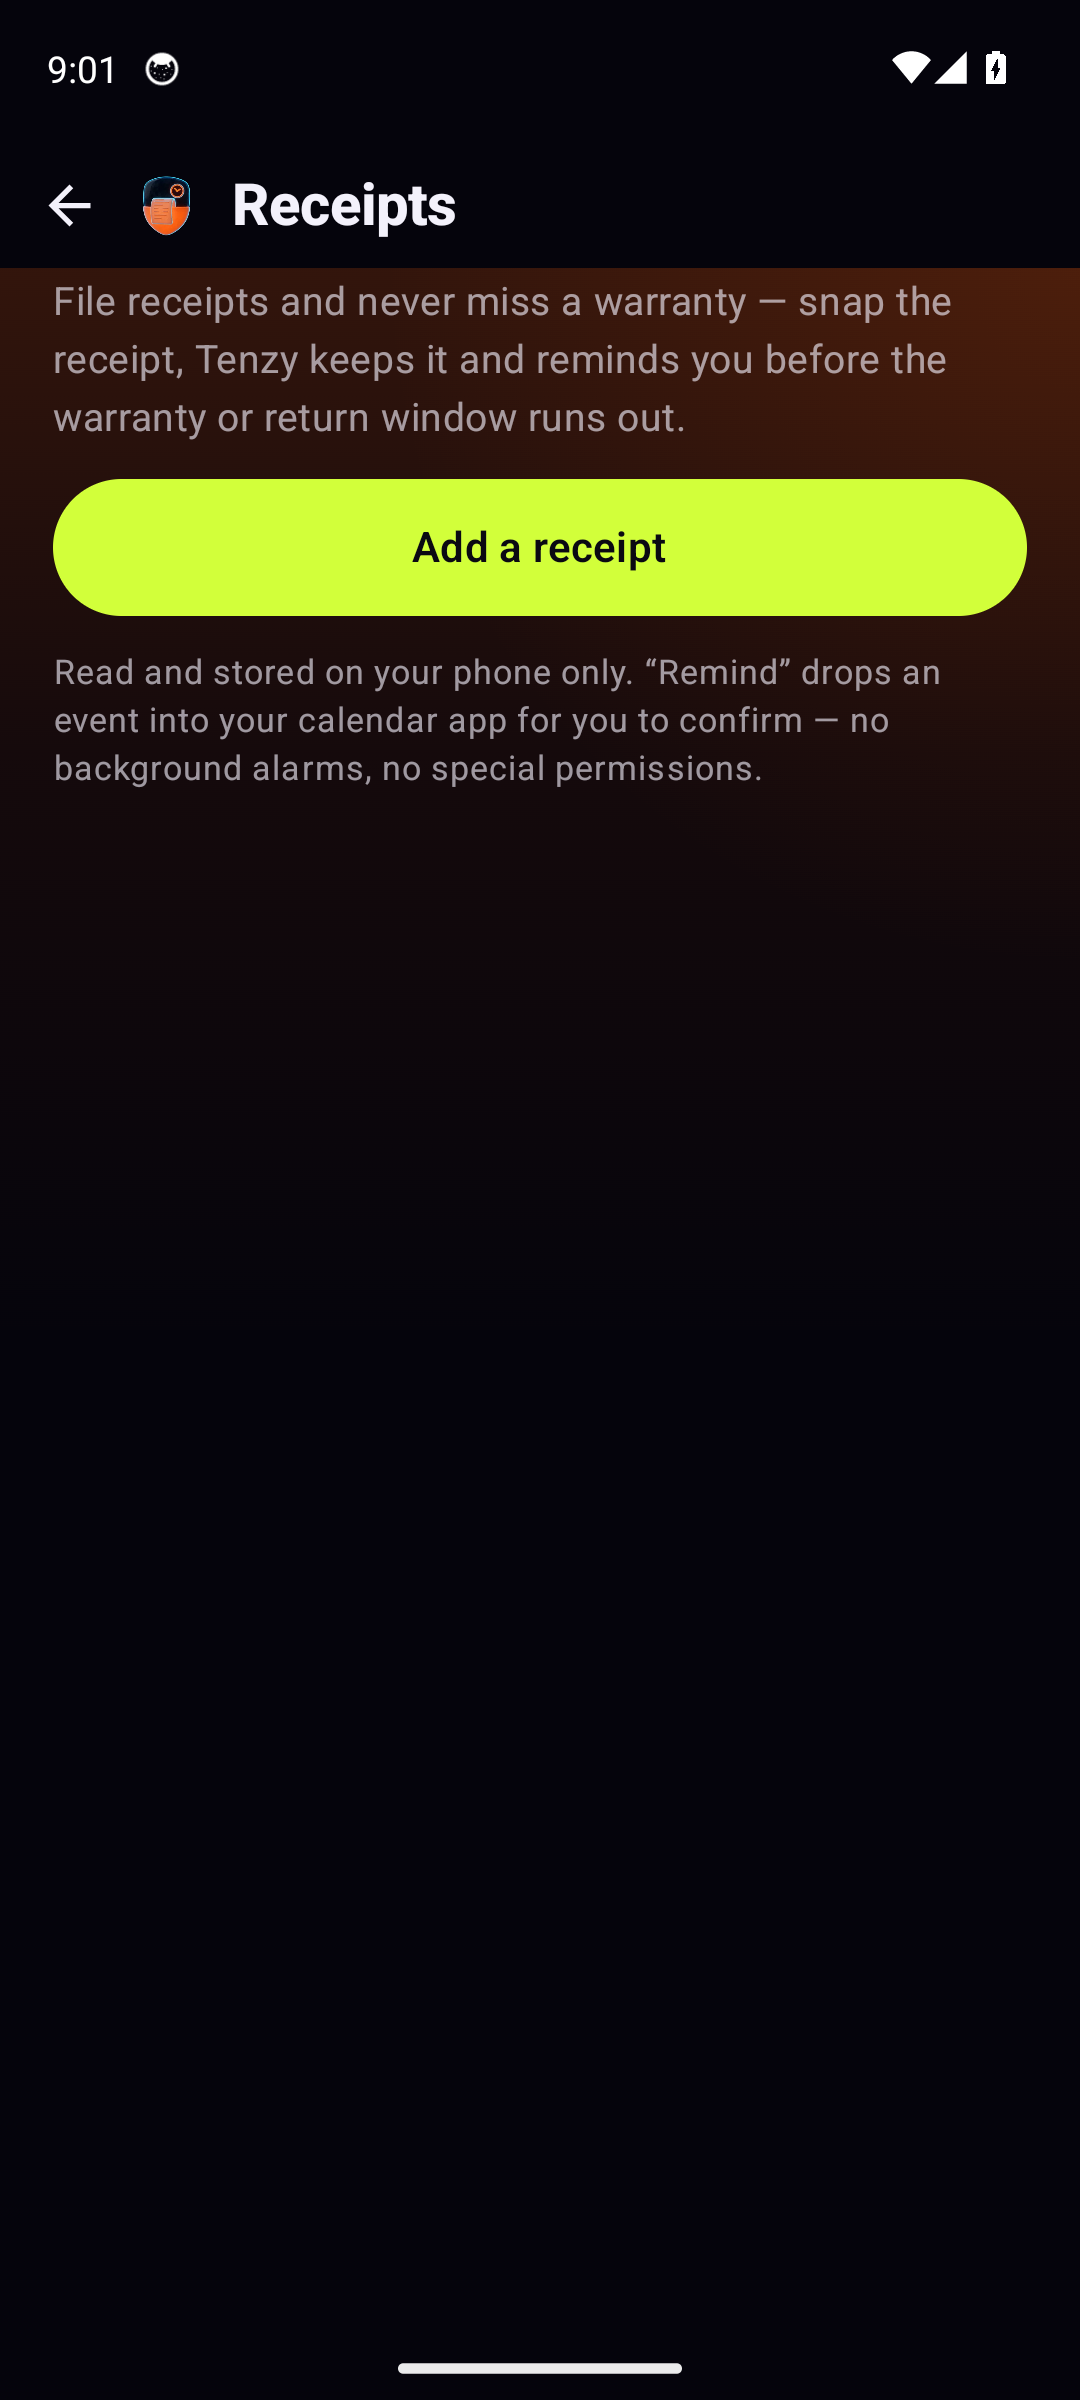 9:01
Receipts
File receipts and never miss a warranty — snap the
receipt, Tenzy keeps it and reminds you before the
warranty or return window runs out.
Add a receipt
Read and stored on your phone only. “Remind” drops an
event into your calendar app for you to confirm — no
background alarms, no special permissions.